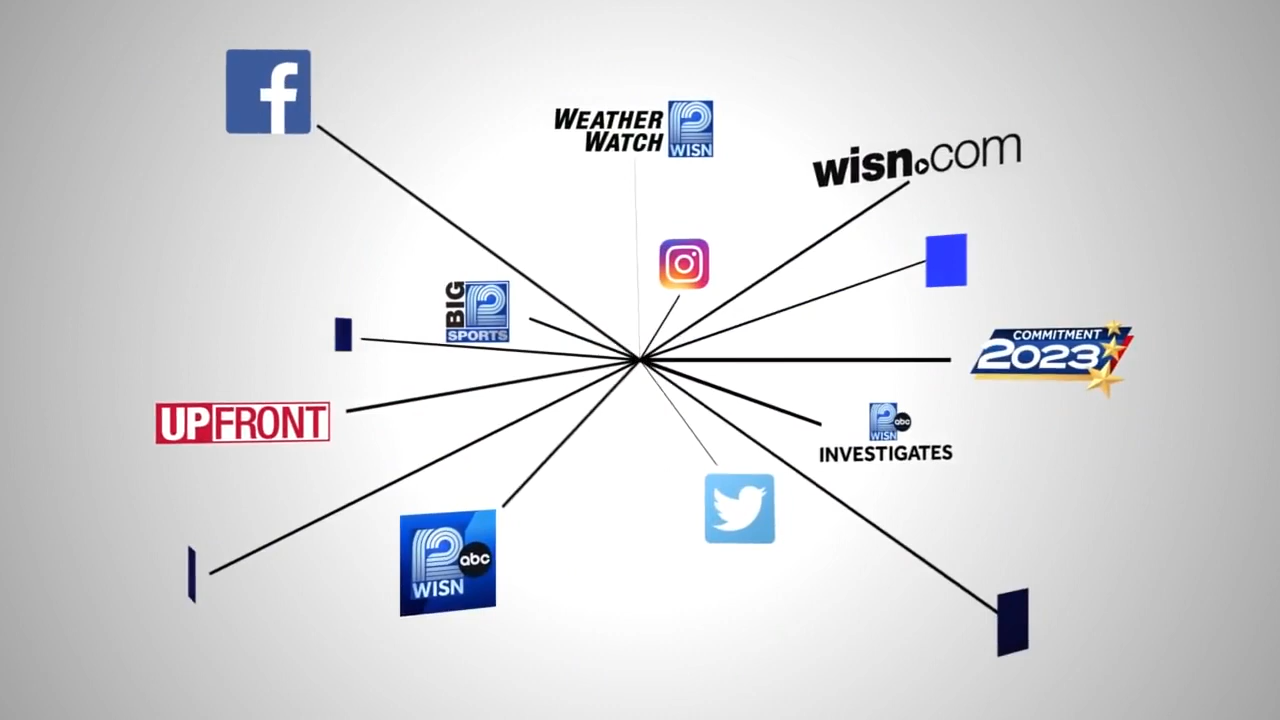 f
WEATHER
WATCH
12
WISN
wisn.com
BIG
12
SPORTS
COMMITMENT
2023
UPFRONT
12
abc
WISN
INVESTIGATES
12
abc
WISN